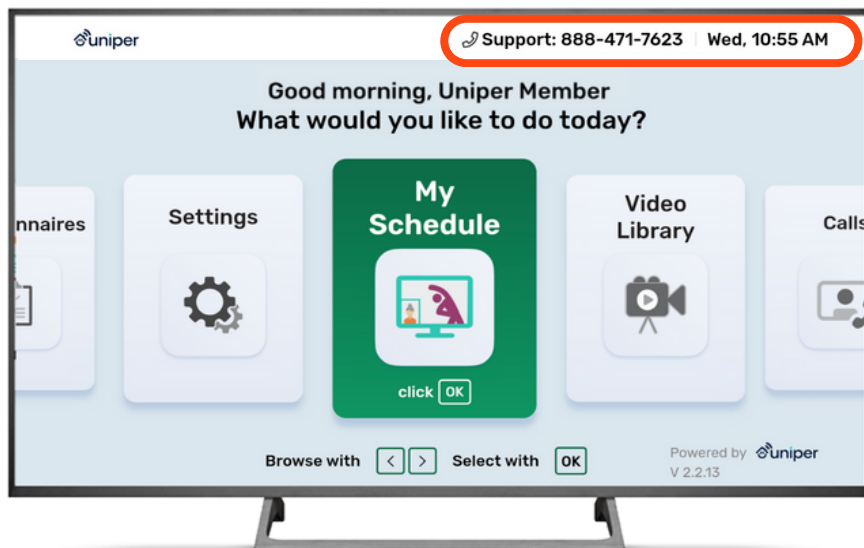 uniper
Support: 888-471-7623 | Wed, 10:55 AM
Good morning, Uniper Member
What would you like to do today?
nnaires
Settings
My
Schedule
click OK
Video
Library
Calls
Browse with < > Select with OK
Powered by uniper
V 2.2.13